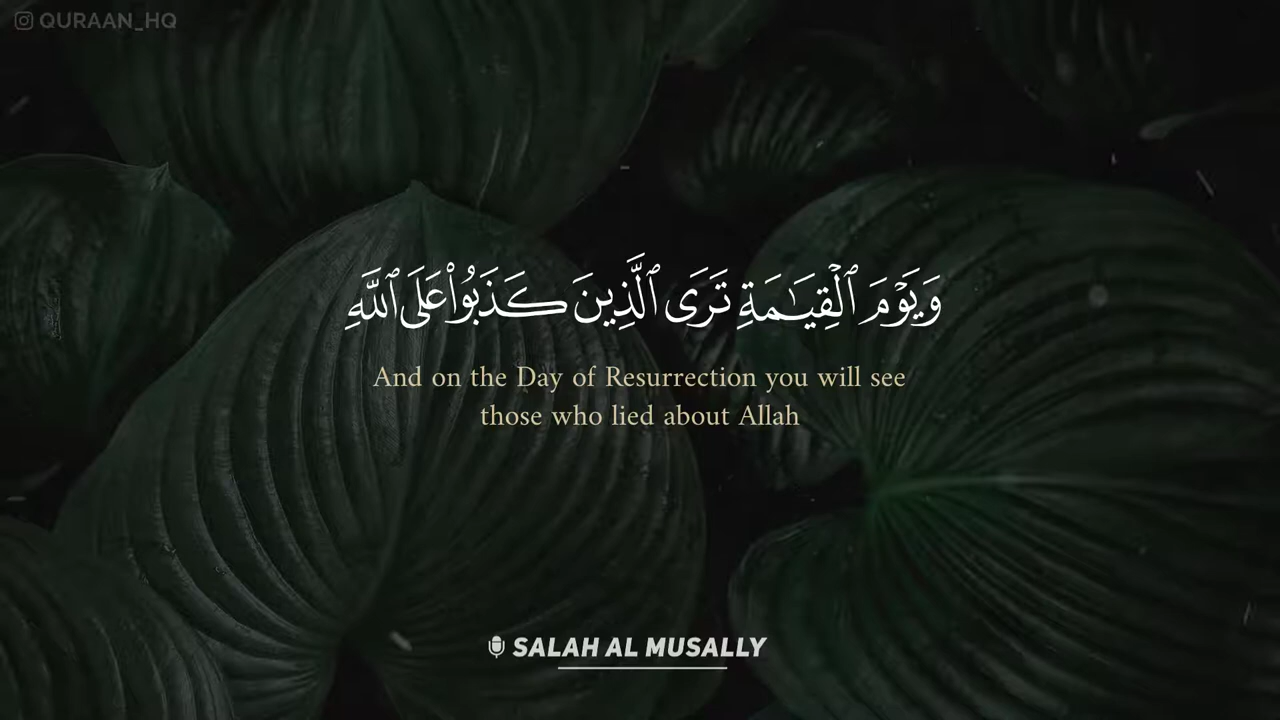 QURAAN_HQ
وَيَوْمَ ٱلْقِيَـٰمَةِ تَرَى ٱلَّذِينَ كَذَبُوا۟ عَلَى ٱللَّهِ
And on the Day of Resurrection you will see
those who lied about Allah
SALAH AL MUSALLY